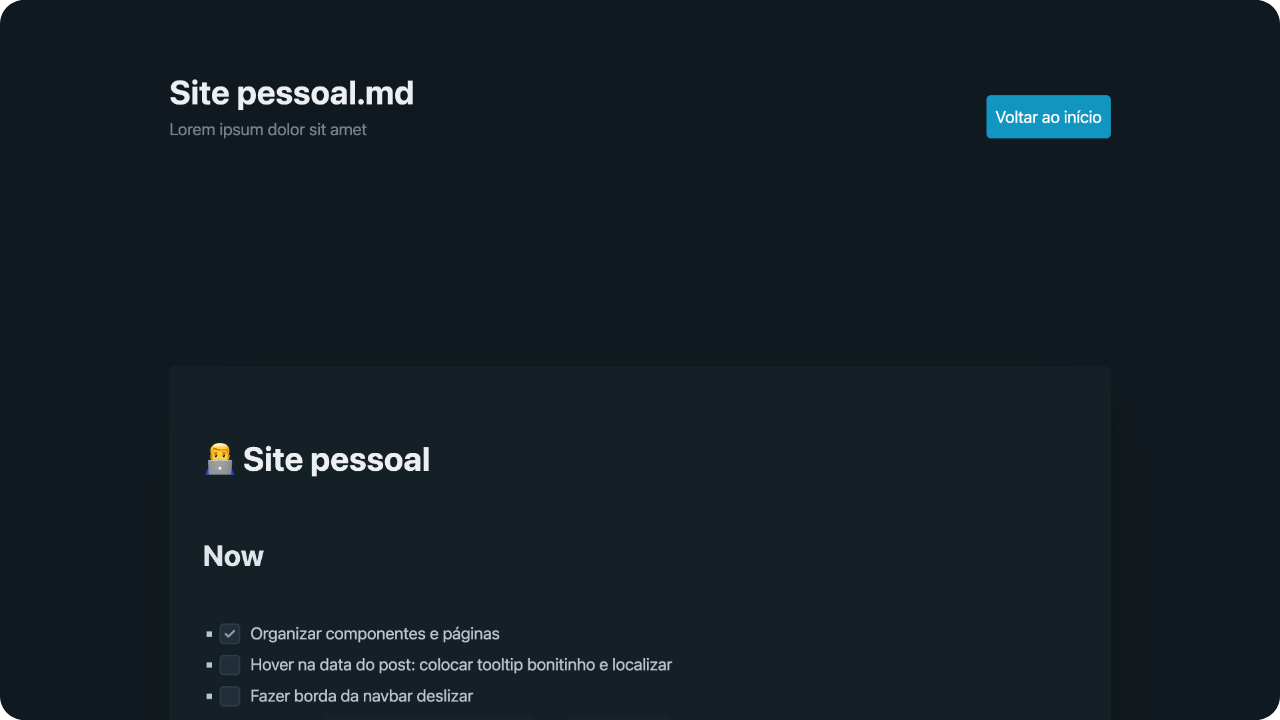 Site pessoal.md
Lorem ipsum dolor sit amet
Voltar ao início
Site pessoal
Now
Organizar componentes e páginas
Hover na data do post: colocar tooltip bonitinho e localizar
Fazer borda da navbar deslizar